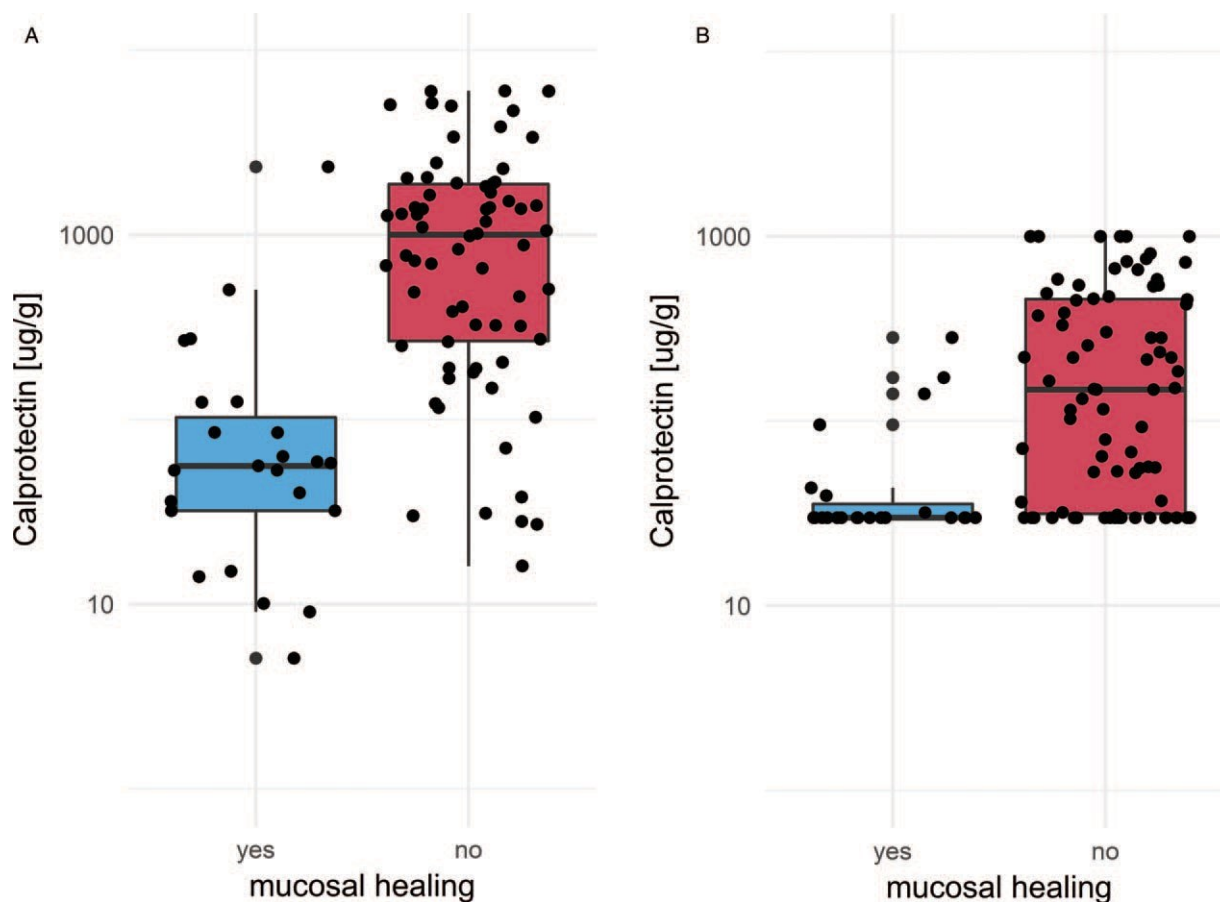 A
Calprotectin [ug/g]
1000
10
yes no
mucosal healing
B
Calprotectin [ug/g]
1000
10
yes no
mucosal healing